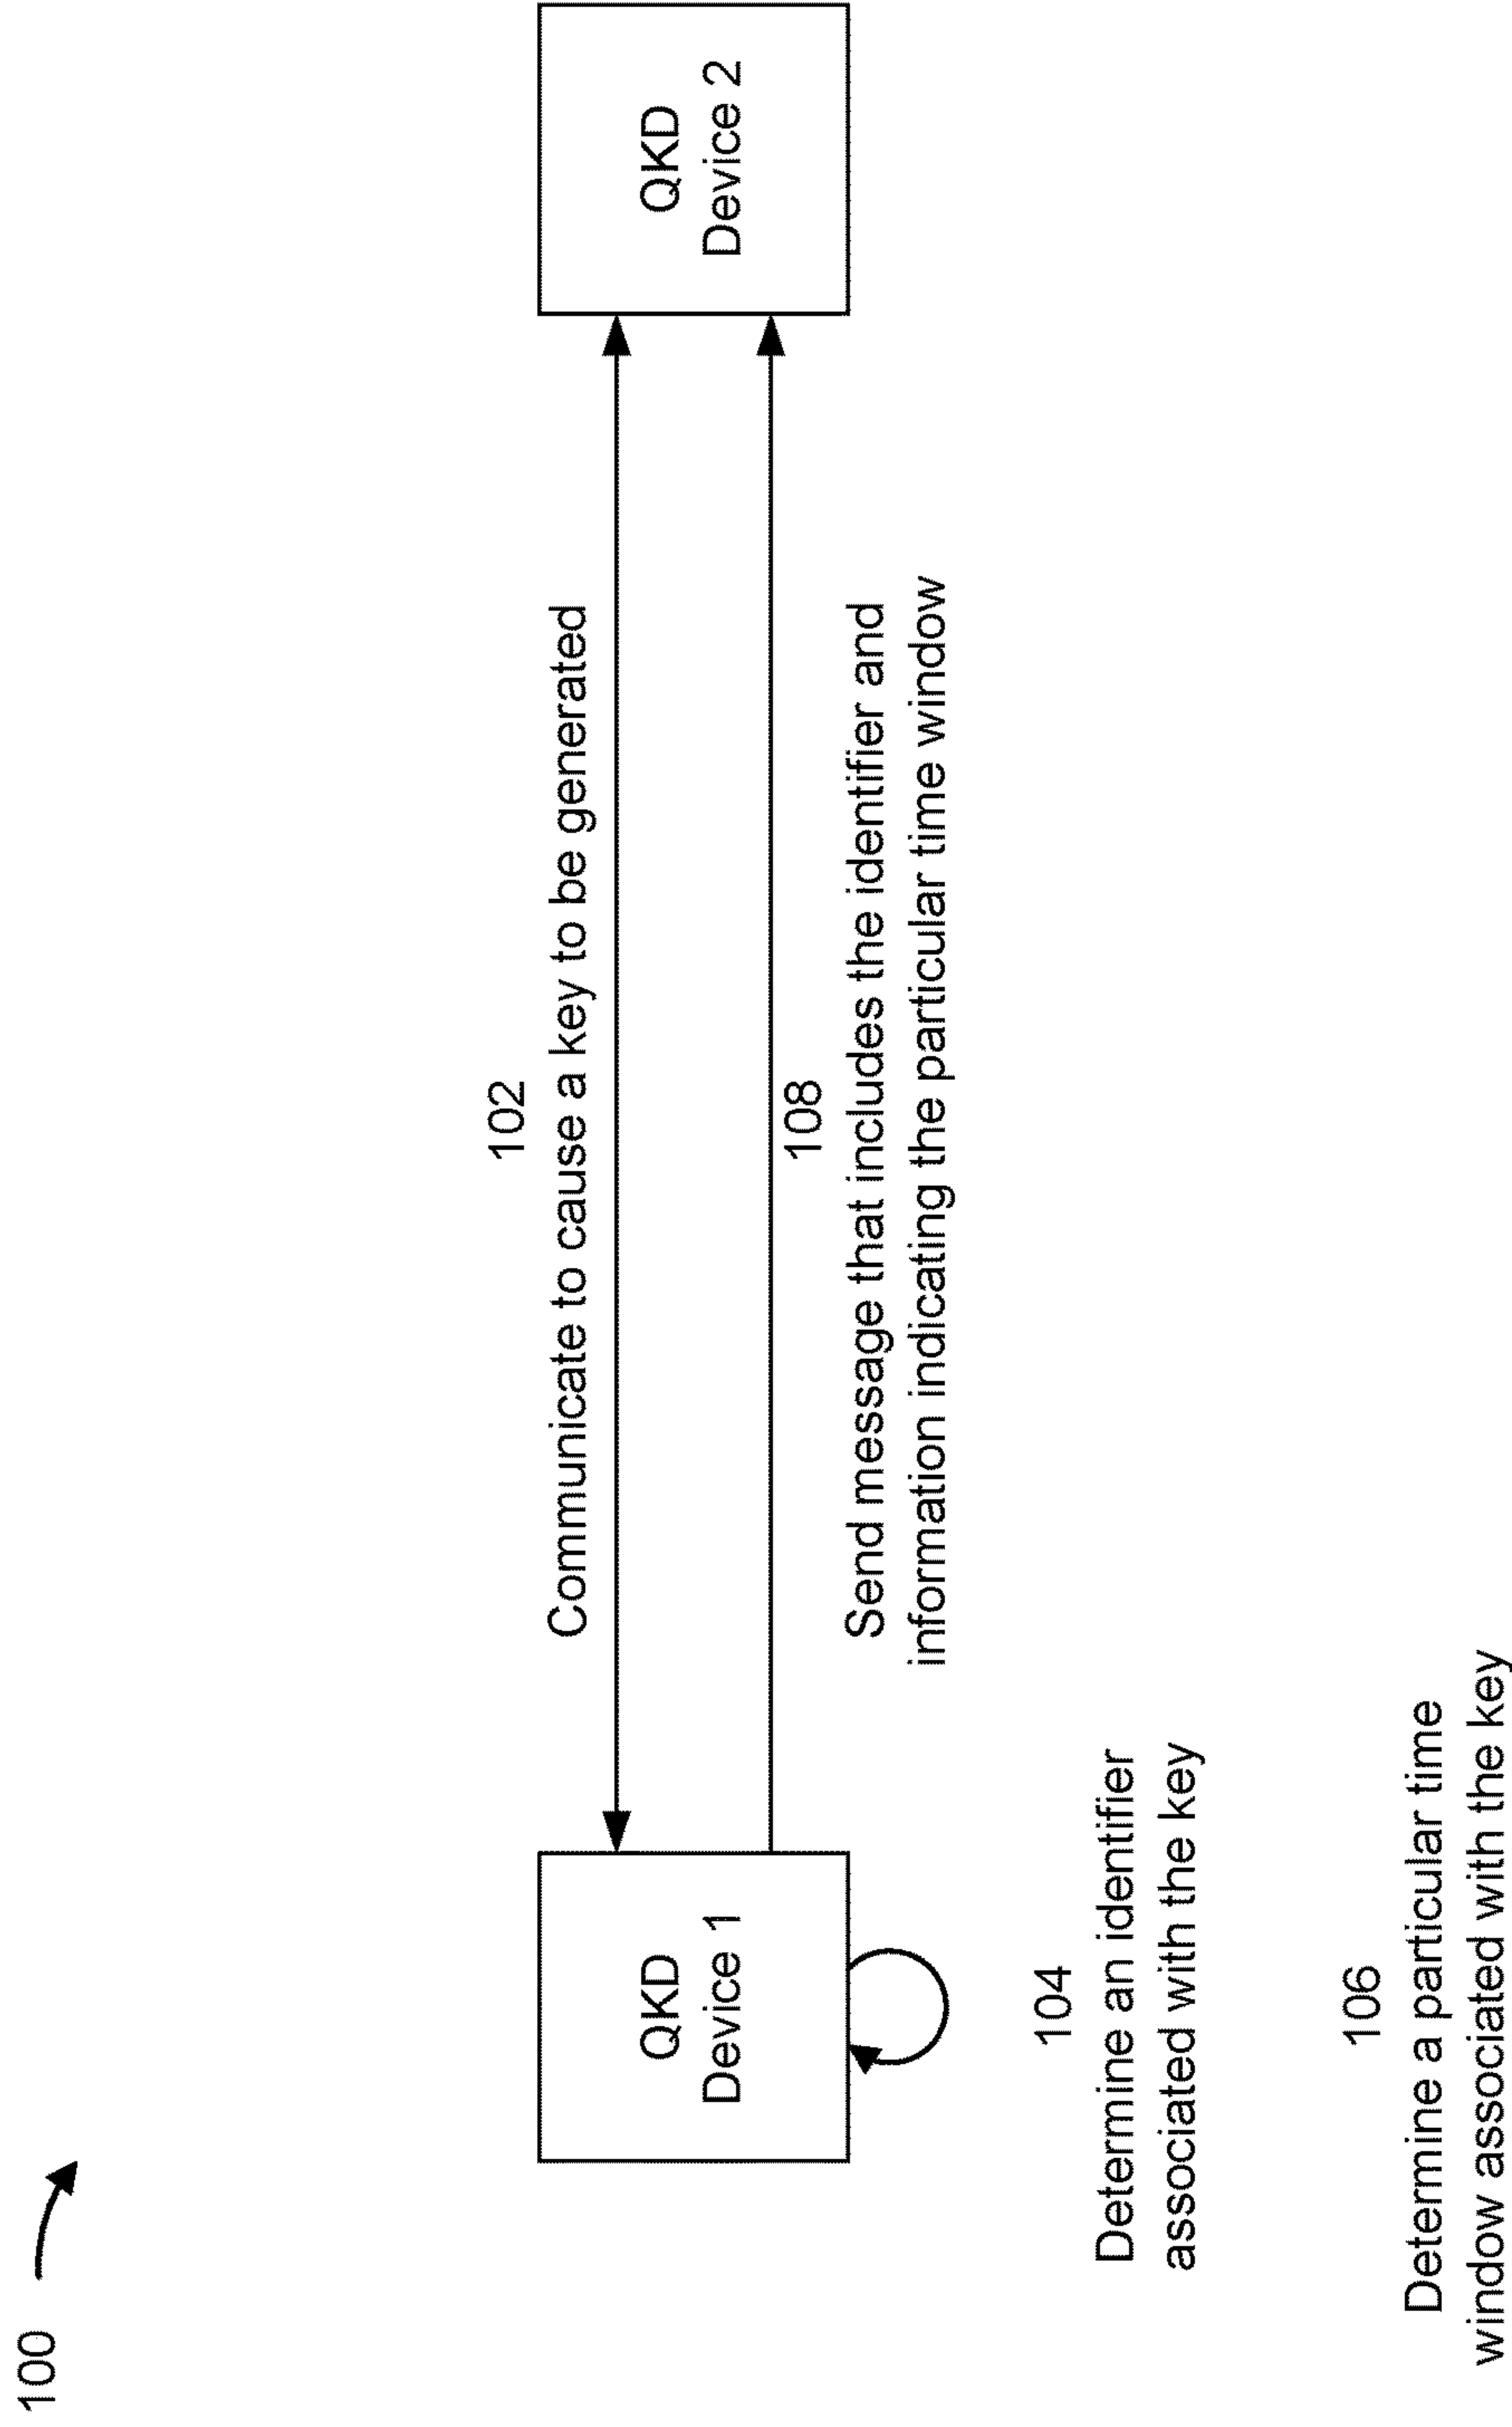 100
QKD
Device 1
QKD
Device 2
102
Communicate to cause a key to be generated
108
Send message that includes the identifier and
information indicating the particular time window
104
Determine an identifier
associated with the key
106
Determine a particular time
window associated with the key